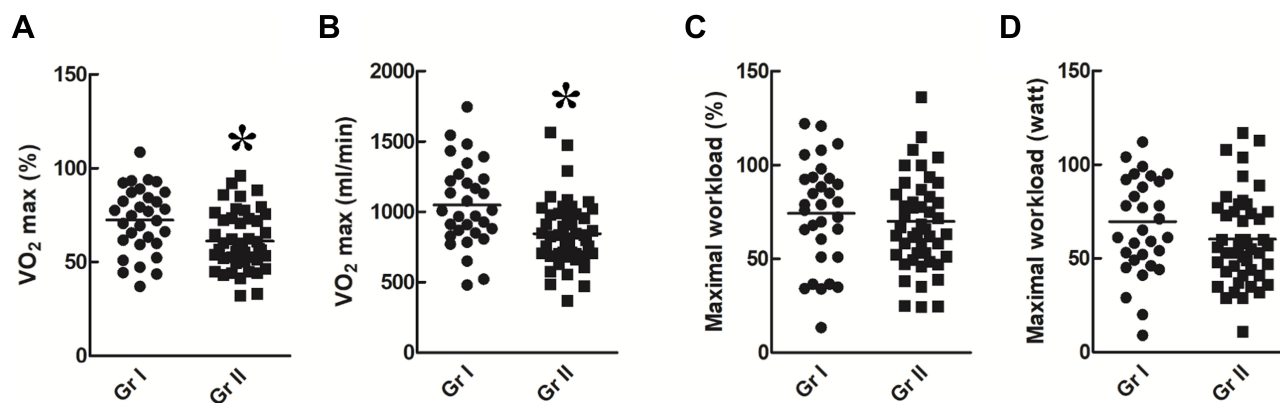 A
B
C
D
VO2 max (%)
150
100
50
0
*
Gr I
Gr II
VO2 max (ml/min)
2000
1500
1000
500
0
*
Gr I
Gr II
Maximal workload (%)
150
100
50
0
Gr I
Gr II
Maximal workload (watt)
150
100
50
0
Gr I
Gr II